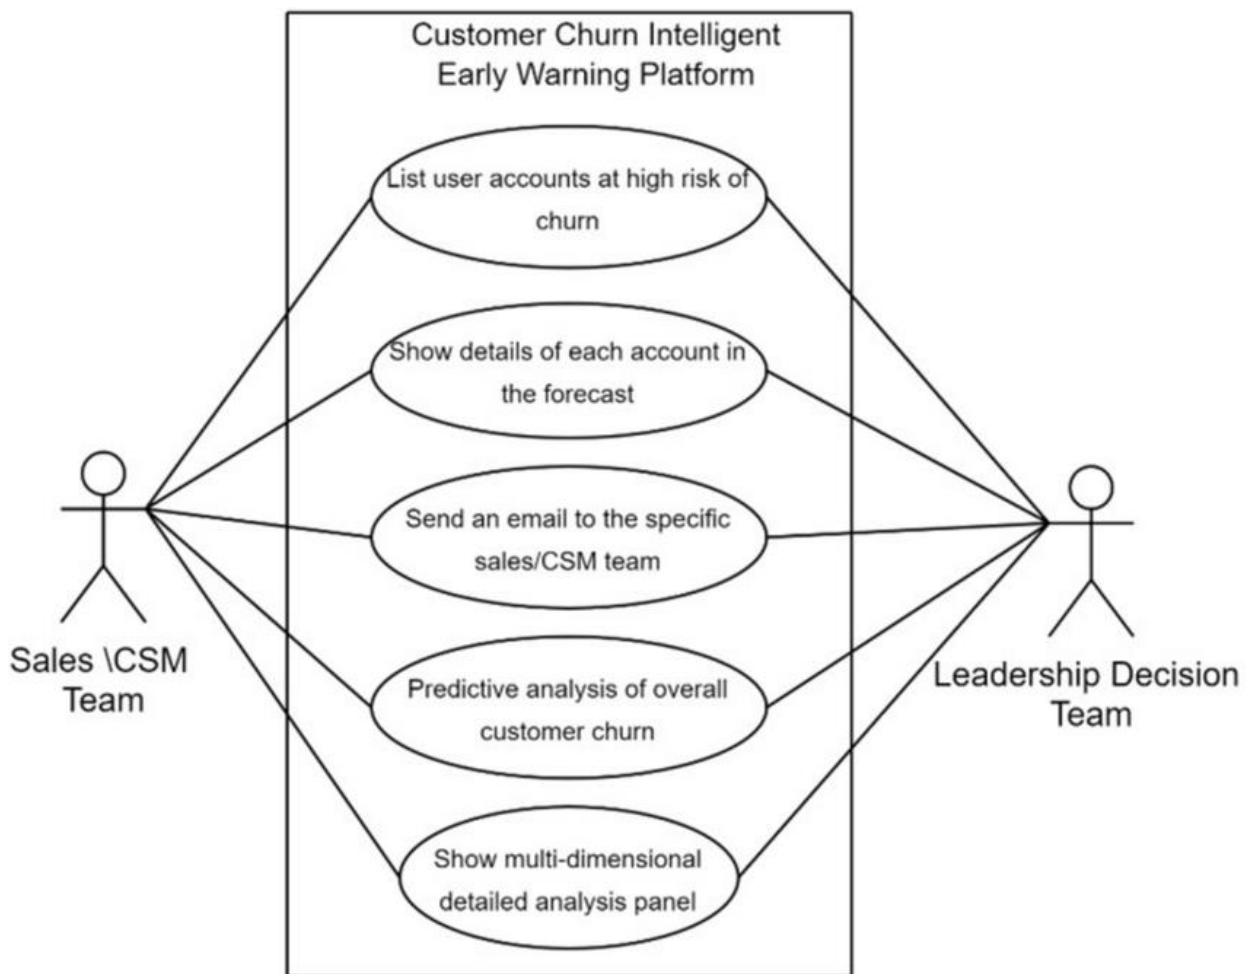 Customer Churn Intelligent
Early Warning Platform
List user accounts at high risk of
churn
Show details of each account in
the forecast
Send an email to the specific
sales/CSM team
Predictive analysis of overall
customer churn
Show multi-dimensional
detailed analysis panel
Sales \CSM
Team
Leadership Decision
Team